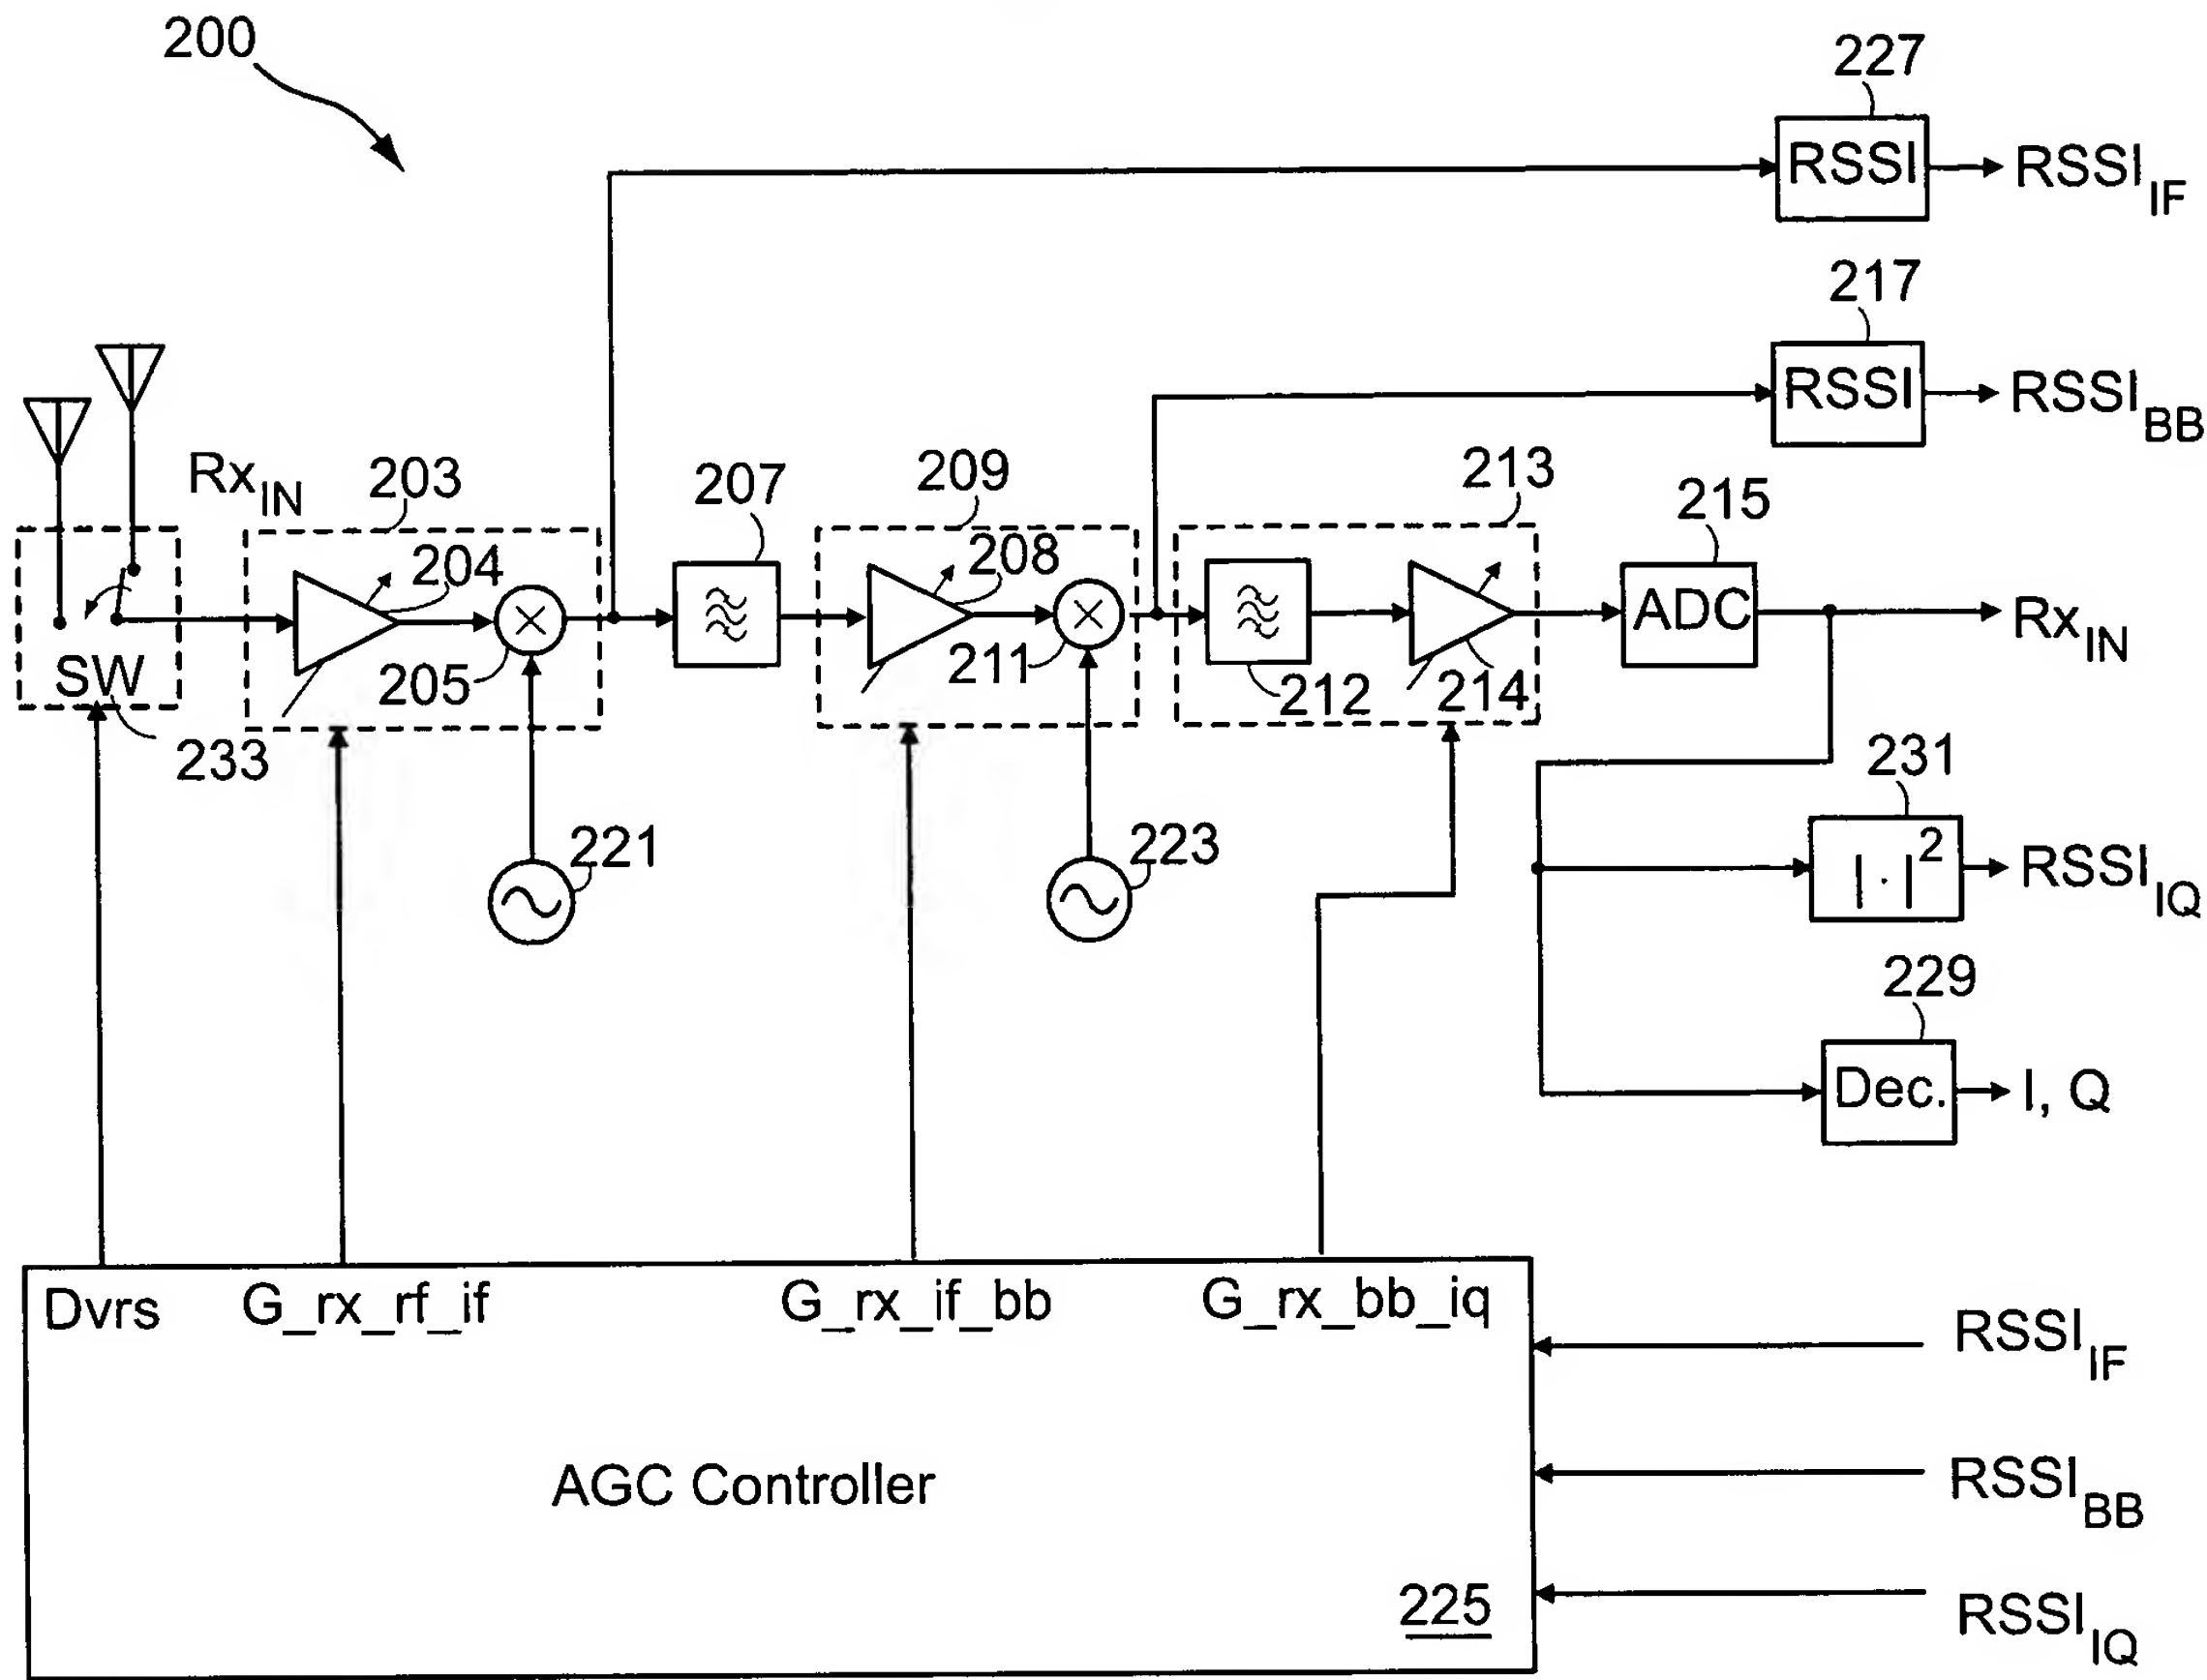 200
227
RSSI
RSSI_IF
217
RSSI
RSSI_BB
Rx_IN
203
204
205
207
209
208
211
213
212
214
215
ADC
Rx_IN
SW
233
221
223
231
|·|²
RSSI_IQ
229
Dec.
I, Q
Dvrs
G_rx_rf_if
G_rx_if_bb
G_rx_bb_iq
RSSI_IF
AGC Controller
RSSI_BB
225
RSSI_IQ